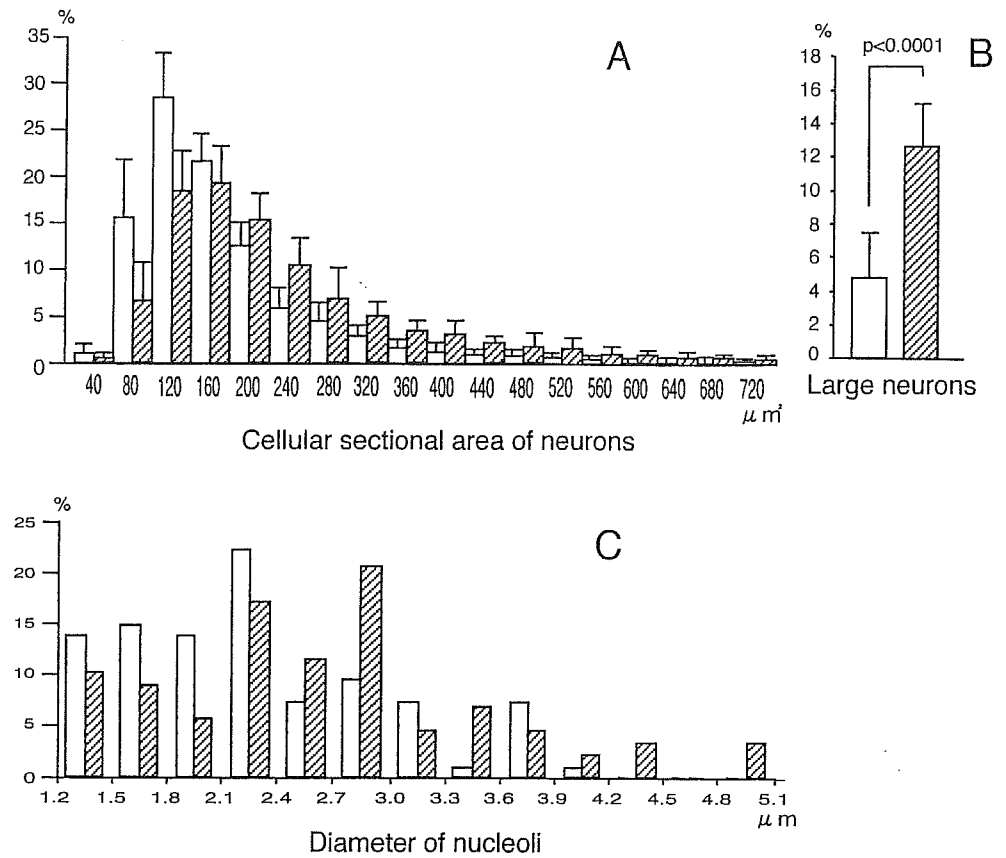 %
A
35
30
25
20
15
10
5
0
40 80 120 160 200 240 280 320 360 400 440 480 520 560 600 640 680 720
μm²
Cellular sectional area of neurons
%
B
p<0.0001
18
16
14
12
10
8
6
4
2
0
Large neurons
%
C
25
20
15
10
5
0
1.2 1.5 1.8 2.1 2.4 2.7 3.0 3.3 3.6 3.9 4.2 4.5 4.8 5.1
μm
Diameter of nucleoli